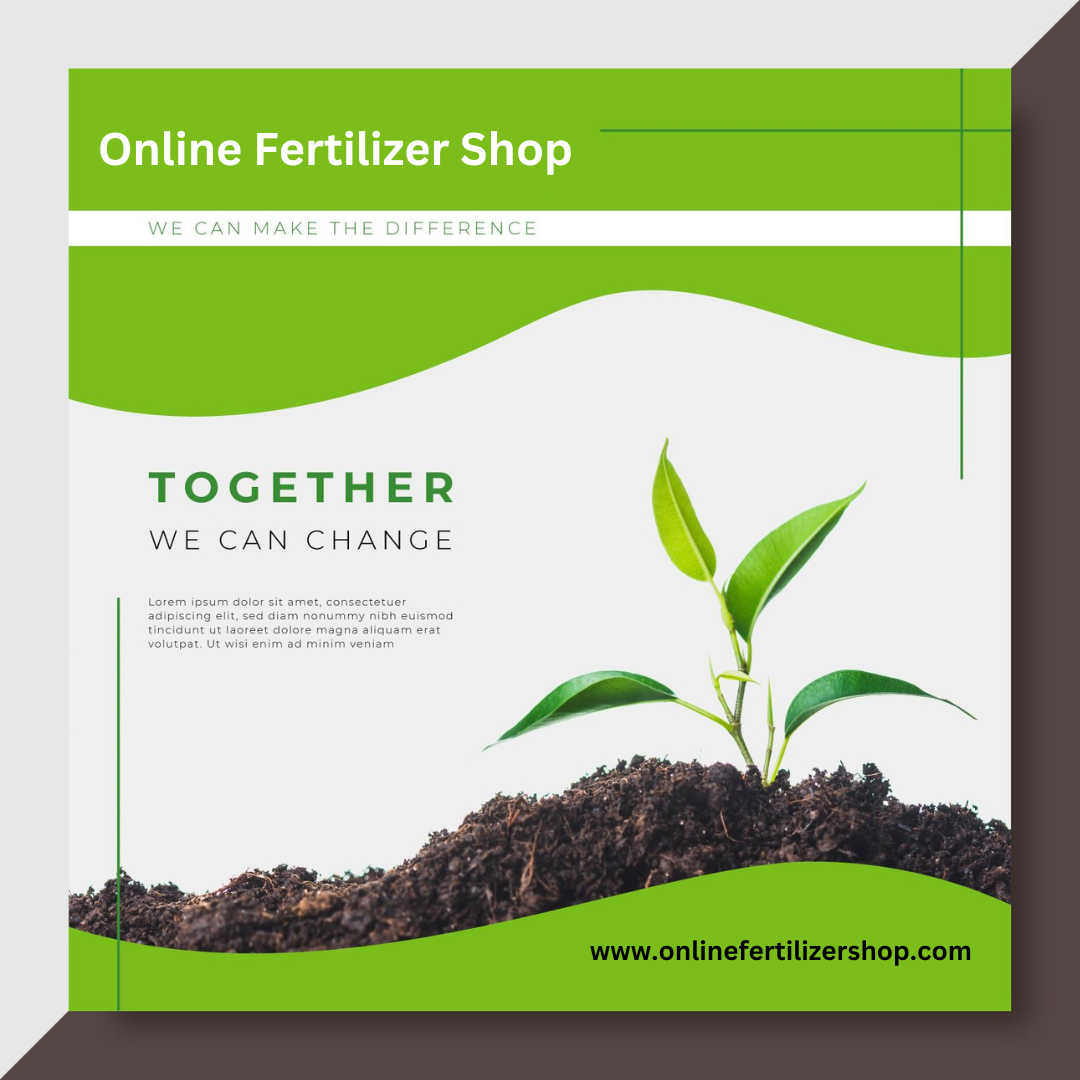 Online Fertilizer Shop
WE CAN MAKE THE DIFFERENCE
TOGETHER
WE CAN CHANGE
Lorem ipsum dolor sit amet, consectetuer
adipiscing elit, sed diam nonummy nibh euismod
tincidunt ut laoreet dolore magna aliquam erat
volutpat. Ut wisi enim ad minim veniam
www.onlinefertilizershop.com